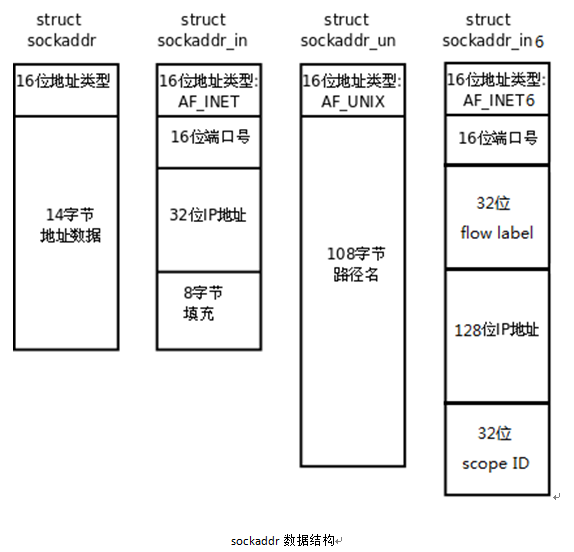 struct
sockaddr
16位地址类型
14字节
地址数据
struct
sockaddr_in
16位地址类型:
AF_INET
16位端口号
32位IP地址
8字节
填充
struct
sockaddr_un
16位地址类型:
AF_UNIX
108字节
路径名
struct
sockaddr_in6
16位地址类型:
AF_INET6
16位端口号
32位
flow label
128位IP地址
32位
scope ID
sockaddr 数据结构